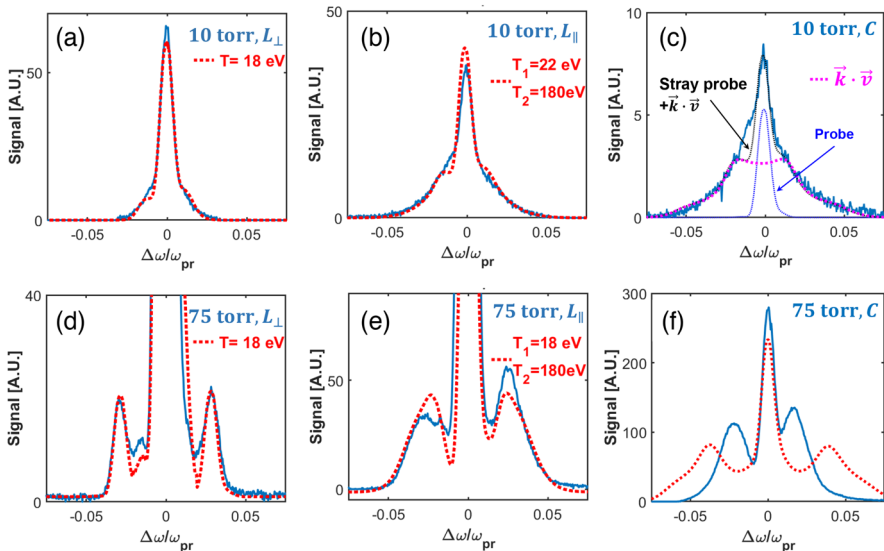 (a)
10 torr, L⊥
T= 18 eV
Signal [A.U.]
50
0
-0.05
0
0.05
Δω/ωpr
(b)
10 torr, L∥
T1=22 eV
T2=180eV
Signal [A.U.]
50
0
-0.05
0
0.05
Δω/ωpr
(c)
10 torr, C
k⃗ · v⃗
Stray probe
+k⃗ · v⃗
Probe
Signal [A.U.]
10
5
0
-0.05
0
0.05
Δω/ωpr
(d)
75 torr, L⊥
T= 18 eV
Signal [A.U.]
40
20
0
-0.05
0
0.05
Δω/ωpr
(e)
75 torr, L∥
T1=18 eV
T2=180eV
Signal [A.U.]
50
0
-0.05
0
0.05
Δω/ωpr
(f)
75 torr, C
Signal [A.U.]
300
200
100
0
-0.05
0
0.05
Δω/ωpr